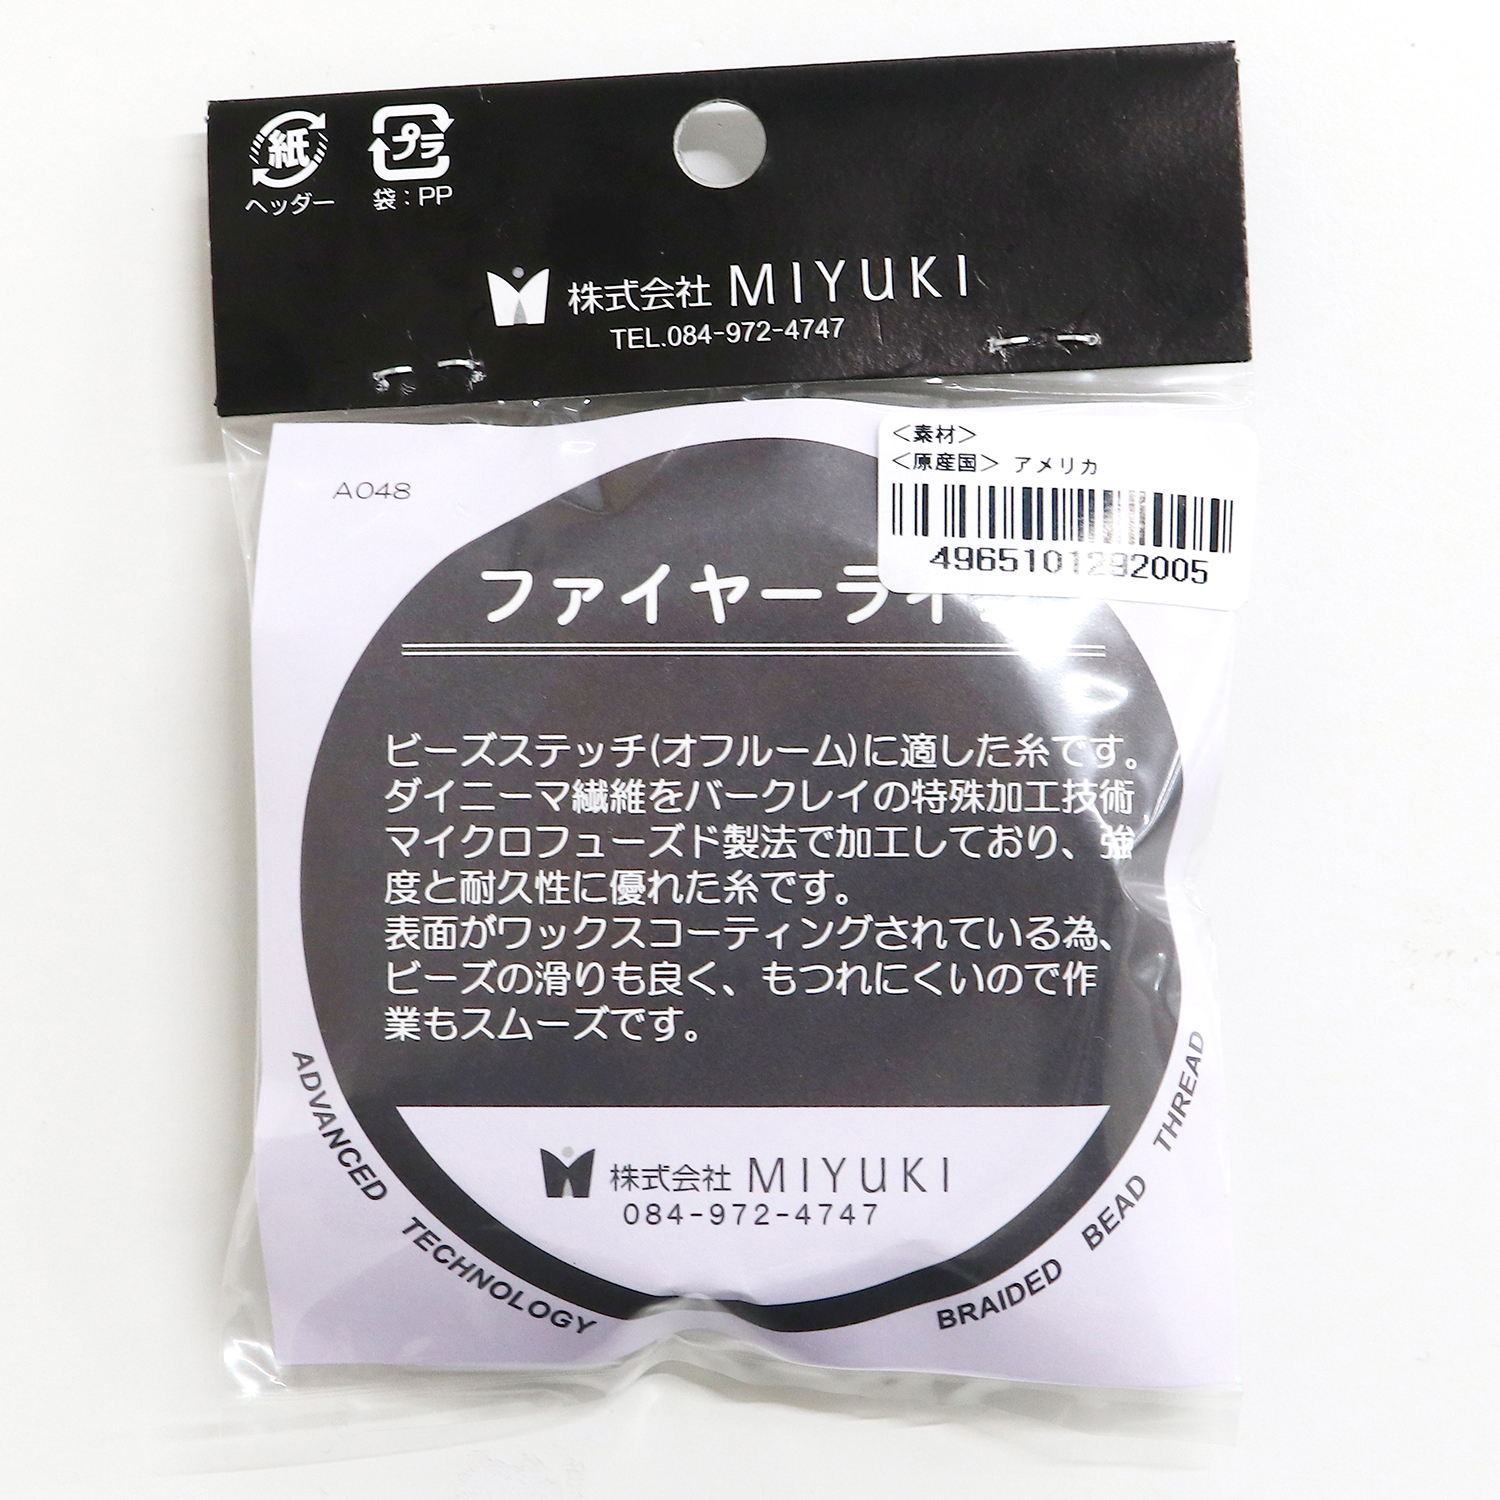 紙
プラ
ヘッダー
袋：PP
株式会社 MIYUKI
TEL.084-972-4747
<素材>
<原産国> アメリカ
4965101292005
A048
ファイヤーライ
ビーズステッチ(オフルーム)に適した糸です。
ダイニーマ繊維をバークレイの特殊加工技術
マイクロフューズド製法で加工しており、強
度と耐久性に優れた糸です。
表面がワックスコーティングされている為、
ビーズの滑りも良く、もつれにくいので作
業もスムーズです。
株式会社 MIYUKI
084-972-4747
ADVANCED TECHNOLOGY
BRAIDED BEAD THREAD